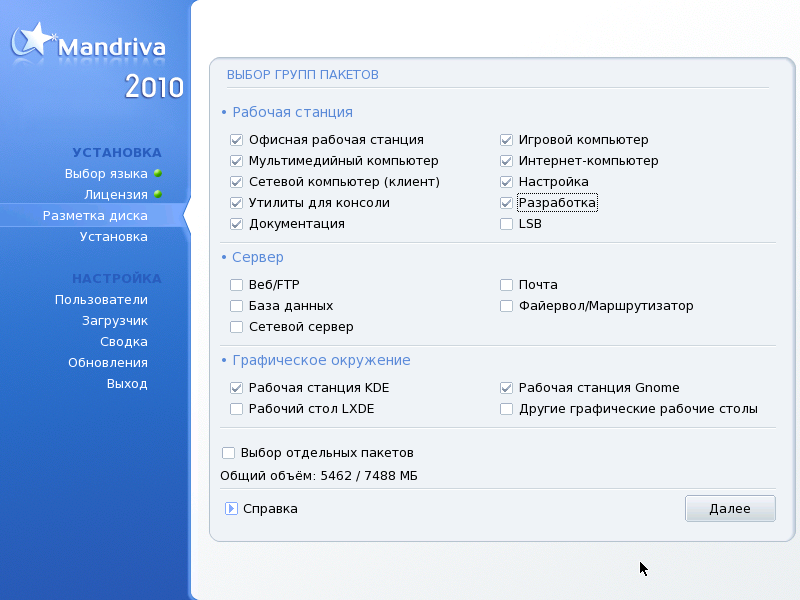 Mandriva
2010
УСТАНОВКА
Выбор языка
Лицензия
Разметка диска
Установка
НАСТРОЙКА
Пользователи
Загрузчик
Сводка
Обновления
Выход
ВЫБОР ГРУПП ПАКЕТОВ
• Рабочая станция
Офисная рабочая станция
Игровой компьютер
Мультимедийный компьютер
Интернет-компьютер
Сетевой компьютер (клиент)
Настройка
Утилиты для консоли
Разработка
Документация
LSB
• Сервер
Веб/FTP
Почта
База данных
Файервол/Маршрутизатор
Сетевой сервер
• Графическое окружение
Рабочая станция KDE
Рабочая станция Gnome
Рабочий стол LXDE
Другие графические рабочие столы
Выбор отдельных пакетов
Общий объём: 5462 / 7488 МБ
Справка
Далее